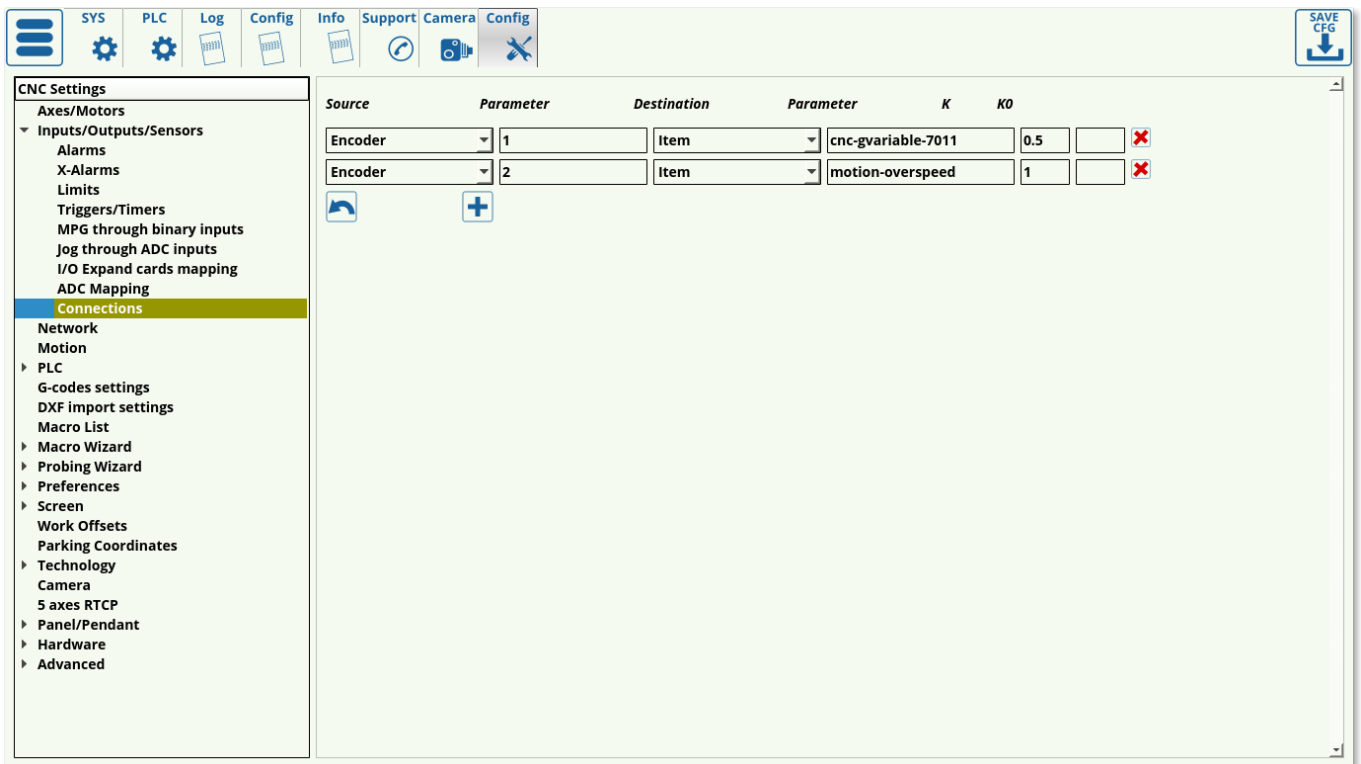 SYS PLC Log Config Info Support Camera Config SAVE CFG
CNC Settings
Axes/Motors
Inputs/Outputs/Sensors
Alarms
X-Alarms
Limits
Triggers/Timers
MPG through binary inputs
Jog through ADC inputs
I/O Expand cards mapping
ADC Mapping
Connections
Network
Motion
PLC
G-codes settings
DXF import settings
Macro List
Macro Wizard
Probing Wizard
Preferences
Screen
Work Offsets
Parking Coordinates
Technology
Camera
5 axes RTCP
Panel/Pendant
Hardware
Advanced
Source Parameter Destination Parameter K K0
Encoder 1 Item cnc-gvariable-7011 0.5
Encoder 2 Item motion-overspeed 1